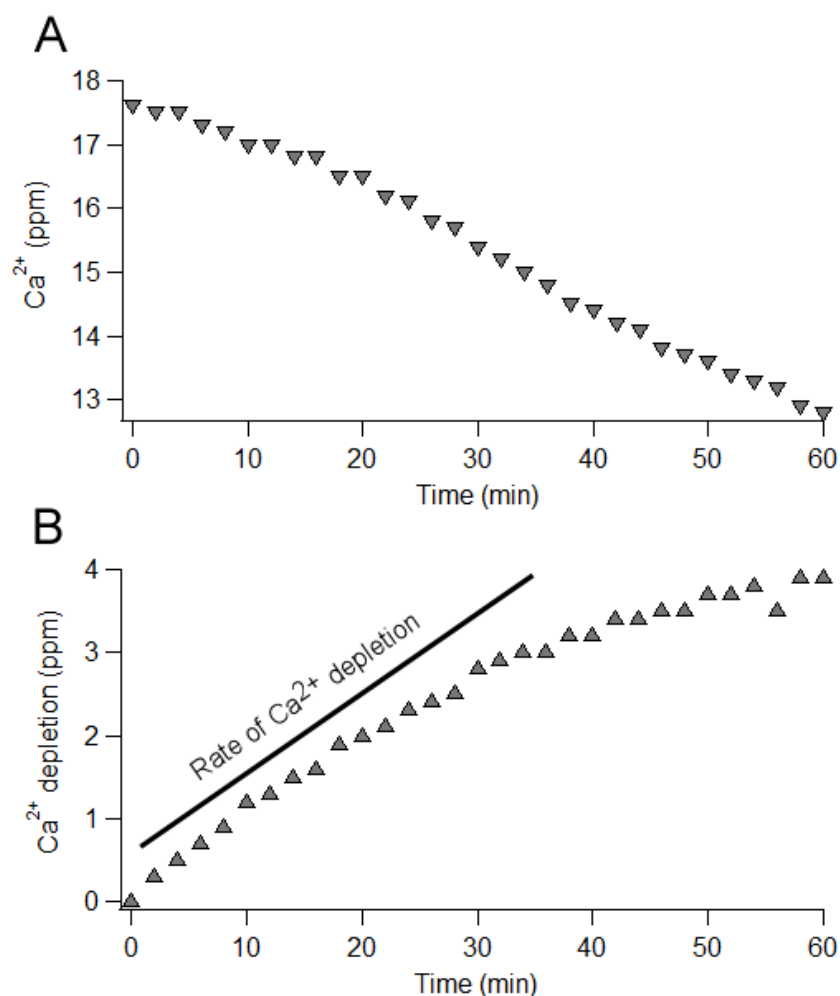 A
18
17
16
15
14
13
Ca2+ (ppm)
0 10 20 30 40 50 60
Time (min)
B
4
3
2
1
0
Ca2+ depletion (ppm)
Rate of Ca2+ depletion
0 10 20 30 40 50 60
Time (min)